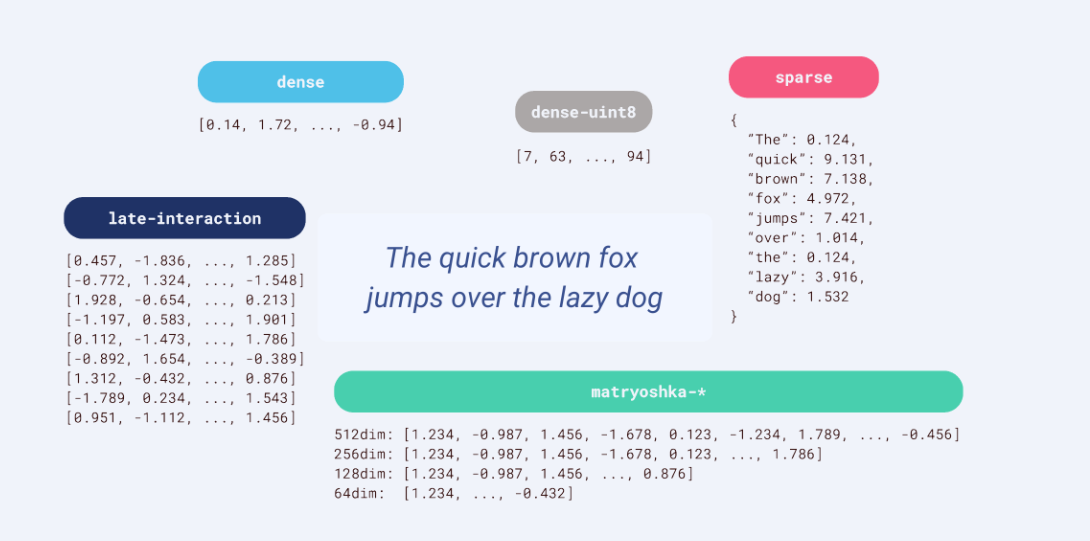 dense
[0.14, 1.72, ..., -0.94]
dense-uint8
[7, 63, ..., 94]
sparse
{
“The”: 0.124,
“quick”: 9.131,
“brown”: 7.138,
“fox”: 4.972,
“jumps”: 7.421,
“over”: 1.014,
“the”: 0.124,
“lazy”: 3.916,
“dog”: 1.532
}
late-interaction
[0.457, -1.836, ..., 1.285]
[-0.772, 1.324, ..., -1.548]
[1.928, -0.654, ..., 0.213]
[-1.197, 0.583, ..., 1.901]
[0.112, -1.473, ..., 1.786]
[-0.892, 1.654, ..., -0.389]
[1.312, -0.432, ..., 0.876]
[-1.789, 0.234, ..., 1.543]
[0.951, -1.112, ..., 1.456]
The quick brown fox
jumps over the lazy dog
matryoshka-*
512dim: [1.234, -0.987, 1.456, -1.678, 0.123, -1.234, 1.789, ..., -0.456]
256dim: [1.234, -0.987, 1.456, -1.678, 0.123, ..., 1.786]
128dim: [1.234, -0.987, 1.456, ..., 0.876]
64dim: [1.234, ..., -0.432]